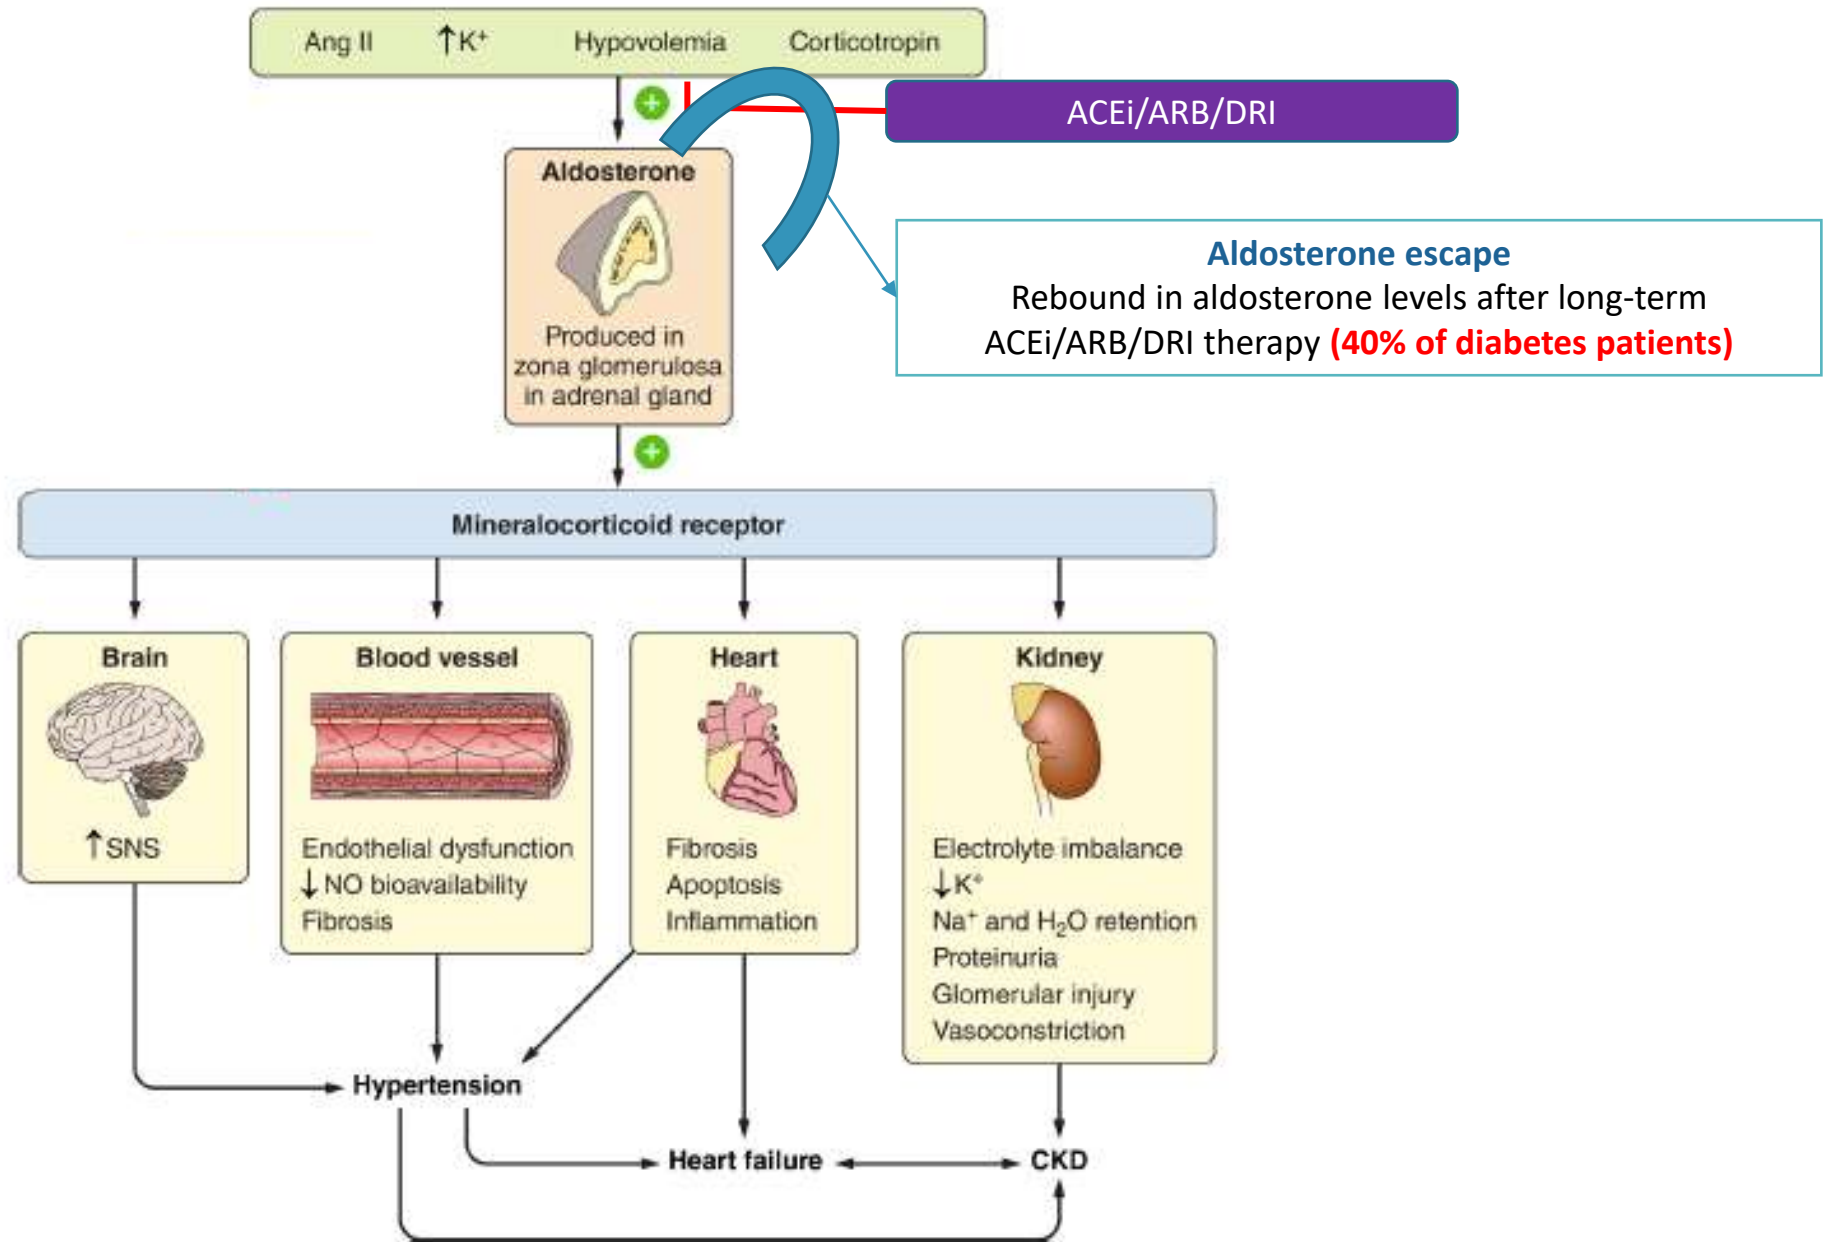 Ang II ↑K⁺ Hypovolemia Corticotropin
ACEi/ARB/DRI
Aldosterone
Produced in
zona glomerulosa
in adrenal gland
Aldosterone escape
Rebound in aldosterone levels after long-term
ACEi/ARB/DRI therapy (40% of diabetes patients)
Mineralocorticoid receptor
Brain
↑SNS
Blood vessel
Endothelial dysfunction
↓NO bioavailability
Fibrosis
Heart
Fibrosis
Apoptosis
Inflammation
Kidney
Electrolyte imbalance
↓K⁺
Na⁺ and H₂O retention
Proteinuria
Glomerular injury
Vasoconstriction
Hypertension
Heart failure
CKD